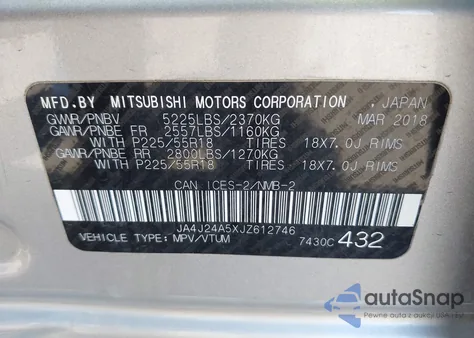 MFD.BY MITSUBISHI MOTORS CORPORATION - JAPAN
GWVR/PNBV 5225LBS/2370KG MAR 2018
GAWR/PNBE FR 2557LBS/1160KG
WITH P225/55R18 TIRES 18X7.0J RIMS
GAWR/PNBE RR 2800LBS/1270KG
WITH P225/55R18 TIRES 18X7.0J RIMS
CAN ICES-2/NMB-2
JA4J24A5XJZ612746
VEHICLE TYPE:MPV/VTUM 7430C 432
autoSnap